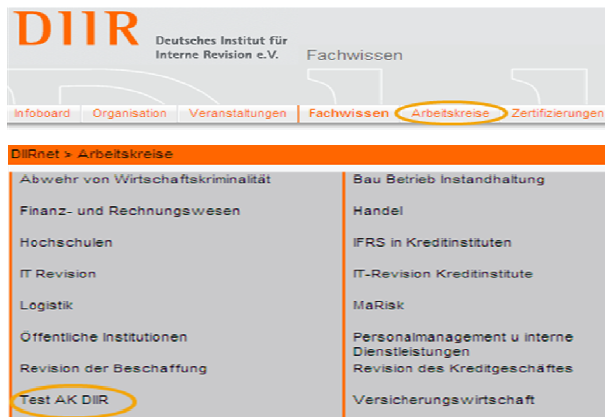 DIIR
Deutsches Institut für
Interne Revision e.V.
Fachwissen
Infoboard Organisation Veranstaltungen Fachwissen Arbeitskreise Zertifizierungen
DIIRnet > Arbeitskreise
Abwehr von Wirtschaftskriminalität Bau Betrieb Instandhaltung
Finanz- und Rechnungswesen Handel
Hochschulen IFRS in Kreditinstituten
IT Revision IT-Revision Kreditinstitute
Logistik MaRisk
Öffentliche Institutionen Personalmanagement u interne
Dienstleistungen
Revision der Beschaffung Revision des Kreditgeschäftes
Test AK DIIR Versicherungswirtschaft